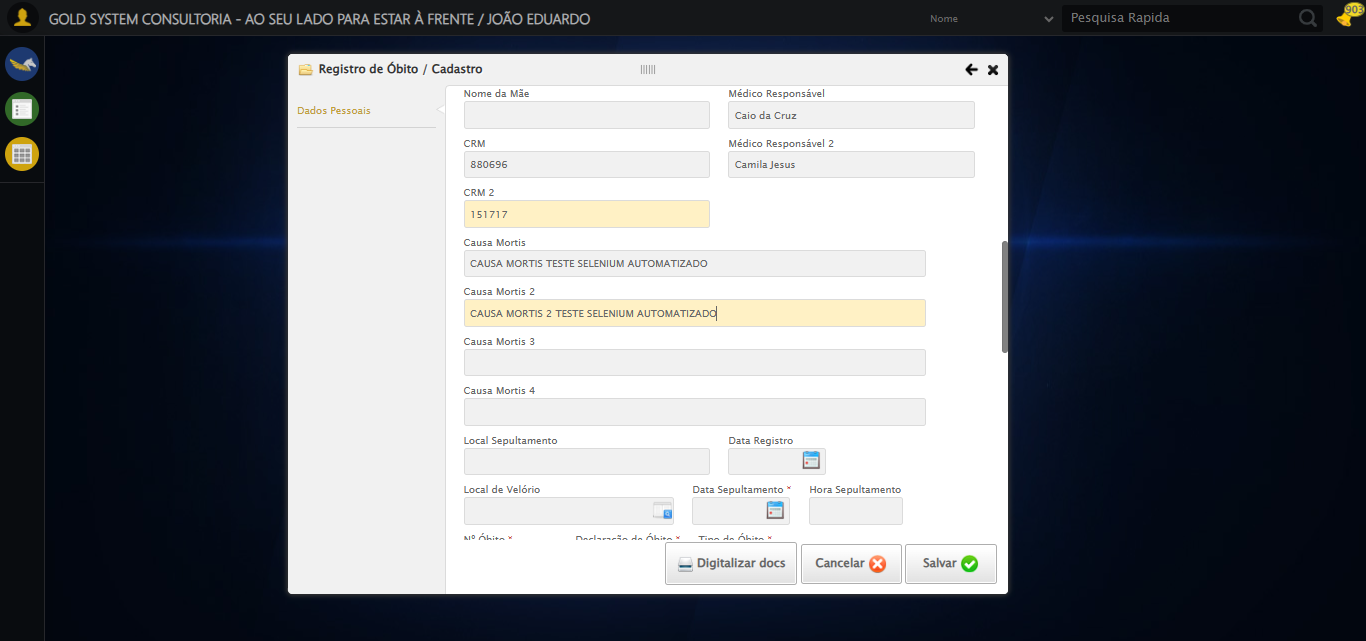 GOLD SYSTEM CONSULTORIA - AO SEU LADO PARA ESTAR À FRENTE / JOÃO EDUARDO
Nome
Pesquisa Rapida
903
Registro de Óbito / Cadastro
Dados Pessoais
Nome da Mãe
Médico Responsável
Caio da Cruz
CRM
Médico Responsável 2
880696
Camila Jesus
CRM 2
151717
Causa Mortis
CAUSA MORTIS TESTE SELENIUM AUTOMATIZADO
Causa Mortis 2
CAUSA MORTIS 2 TESTE SELENIUM AUTOMATIZADO
Causa Mortis 3
Causa Mortis 4
Local Sepultamento
Data Registro
Local de Velório
Data Sepultamento *
Hora Sepultamento
Nº Óbito *
Declaração de Óbito *
Tipo de Óbito *
Digitalizar docs
Cancelar
Salvar